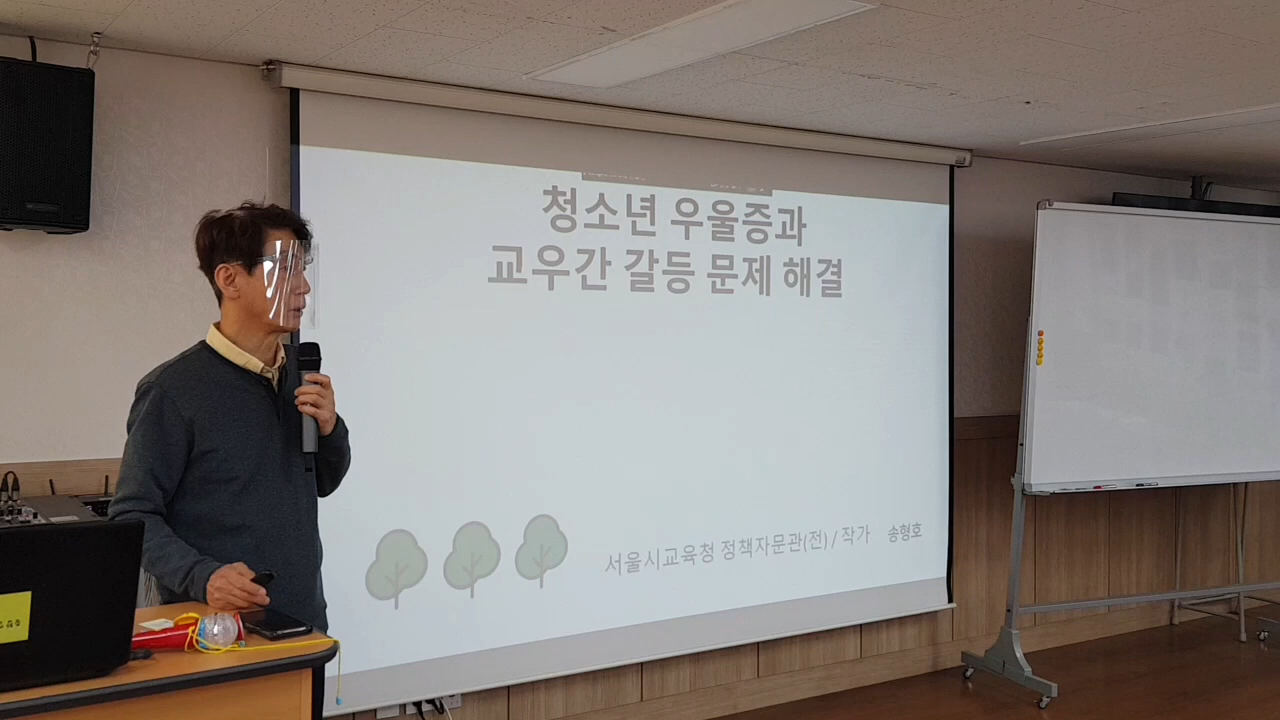 청소년 우울증과
교우간 갈등 문제 해결
서울시교육청 정책자문관(전) / 작가 송형호